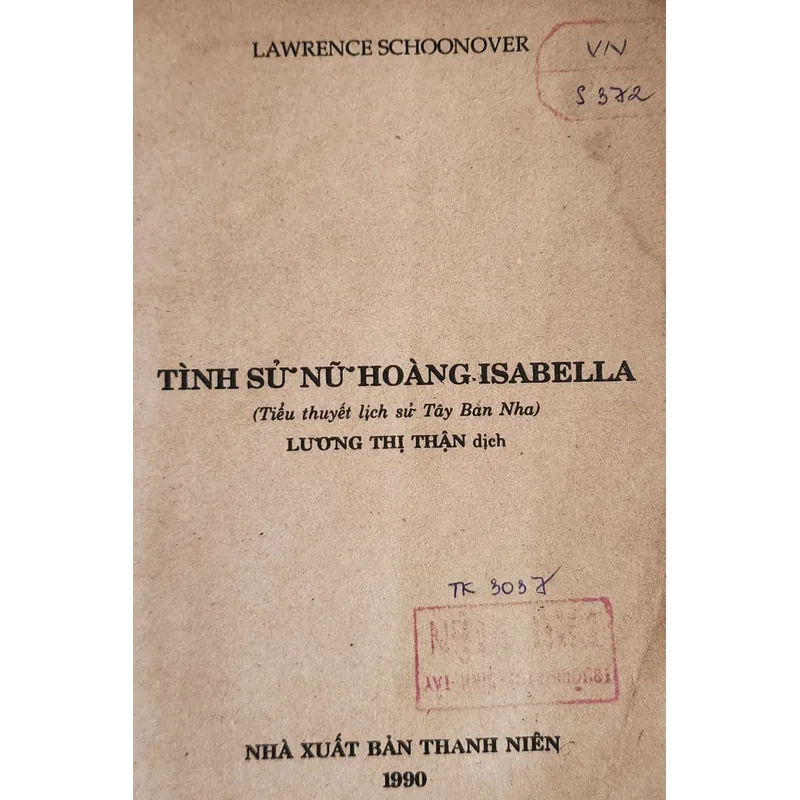 LAWRENCE SCHOONOVER
VN
S 372
TÌNH SỬ NỮ HOÀNG ISABELLA
(Tiểu thuyết lịch sử Tây Ban Nha)
LƯƠNG THỊ THẬN dịch
TK 3037
NHÀ XUẤT BẢN THANH NIÊN
1990